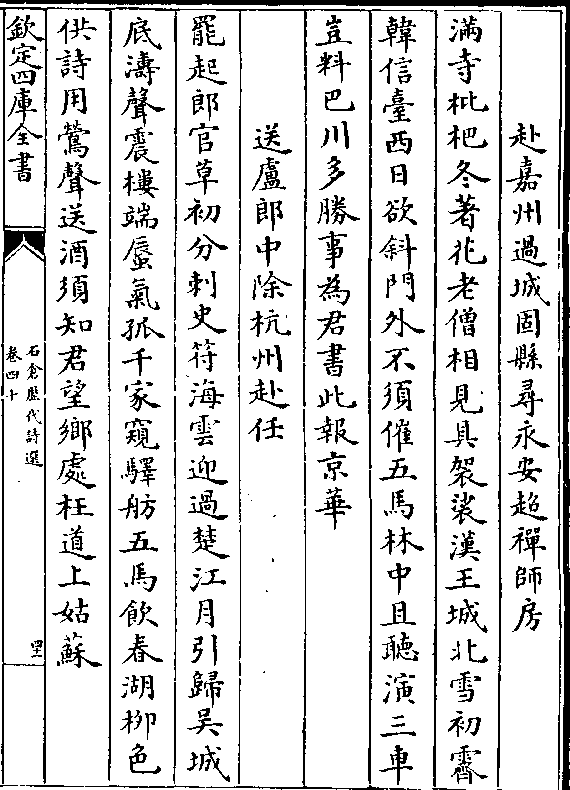 赴嘉州過城固縣尋永安超禪師房
滿寺枇杷冬著花老僧相見具袈裟漢王城北雪初霽
韓信臺西日欲斜門外不須催五馬林中且聽演三車
豈料巴川多勝事為君書此報京華
送盧郎中除杭州赴任
罷起郎官草初分刺史符海雲迎過楚江月引歸吳城
底濤聲震樓端蜃氣孤千家窺驛舫五馬飲春湖柳色
供詩用鶯聲送酒須知君望鄉處枉道上姑蘇
欽定四庫全書
石倉歷代詩選
卷四十
四十一